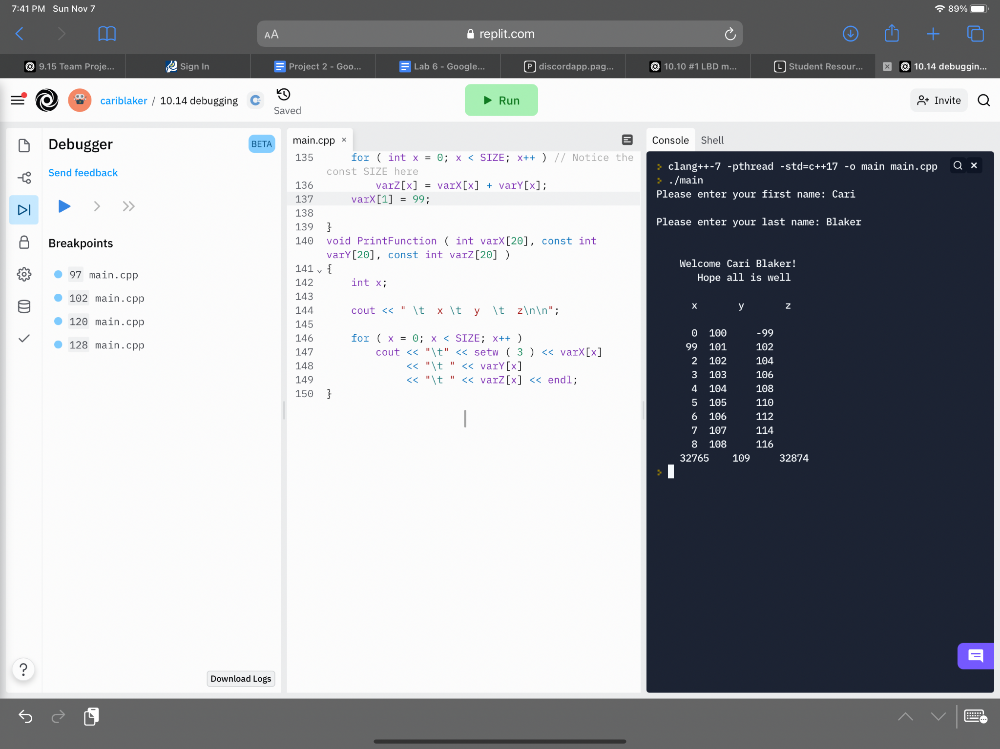 7:41 PM Sun Nov 7
89%
AA
replit.com
9.15 Team Proje...
Sign In
Project 2 - Goo...
Lab 6 - Google...
P discordapp.pag...
10.10 #1 LBD m...
L Student Resour...
10.14 debuggin...
cariblaker / 10.14 debugging
Saved
Run
Invite
Debugger
BETA
Send feedback
Breakpoints
97 main.cpp
102 main.cpp
120 main.cpp
128 main.cpp
?
Download Logs
main.cpp ×
135 for ( int x = 0; x < SIZE; x++ ) // Notice the
const SIZE here
136 varZ[x] = varX[x] + varY[x];
137 varX[1] = 99;
138
139 }
140 void PrintFunction ( int varX[20], const int
varY[20], const int varZ[20] )
141 {
142 int x;
143
144 cout << " \t  x \t  y  \t  z\n\n";
145
146 for ( x = 0; x < SIZE; x++ )
147 cout << "\t" << setw ( 3 ) << varX[x]
148 << "\t " << varY[x]
149 << "\t " << varZ[x] << endl;
150 }
Console Shell
clang++-7 -pthread -std=c++17 -o main main.cpp
./main
Please enter your first name: Cari
Please enter your last name: Blaker
Welcome Cari Blaker!
Hope all is well
x y z
0 100 -99
99 101 102
2 102 104
3 103 106
4 104 108
5 105 110
6 106 112
7 107 114
8 108 116
32765 109 32874